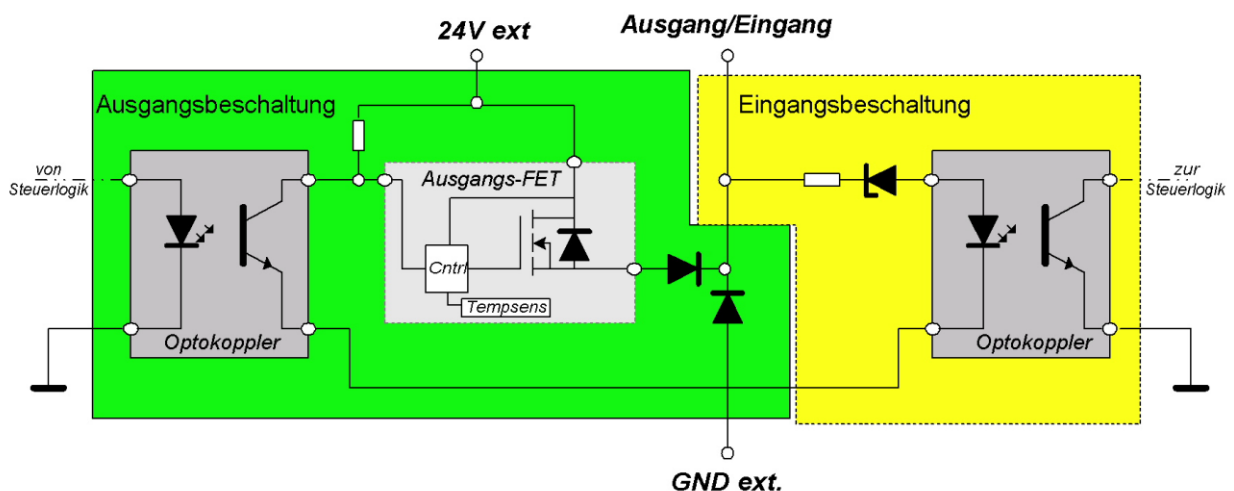 24V ext
Ausgang/Eingang
Ausgangsbeschaltung
Eingangsbeschaltung
von
Steuerlogik
Ausgangs-FET
zur
Steuerlogik
Cntrl
Tempsens
Optokoppler
Optokoppler
GND ext.